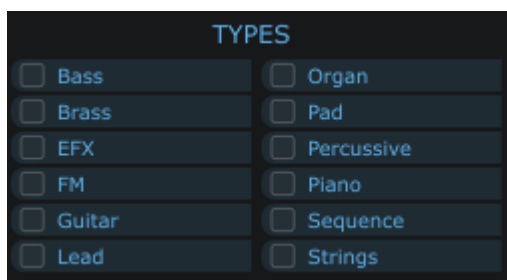 TYPES
Bass
Organ
Brass
Pad
EFX
Percussive
FM
Piano
Guitar
Sequence
Lead
Strings